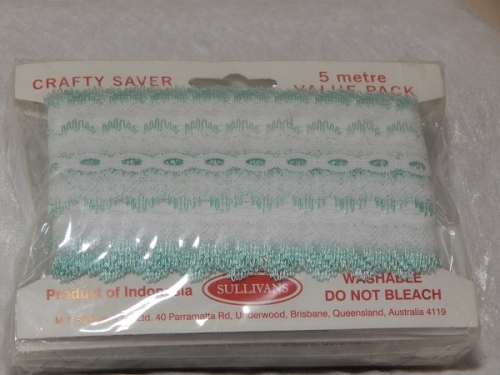 CRAFTY SAVER
5 metre
VALUE PACK
Product of Indonesia
SULLIVANS
WASHABLE
DO NOT BLEACH
Ltd. 40 Parramatta Rd, Underwood, Brisbane, Queensland, Australia 4119